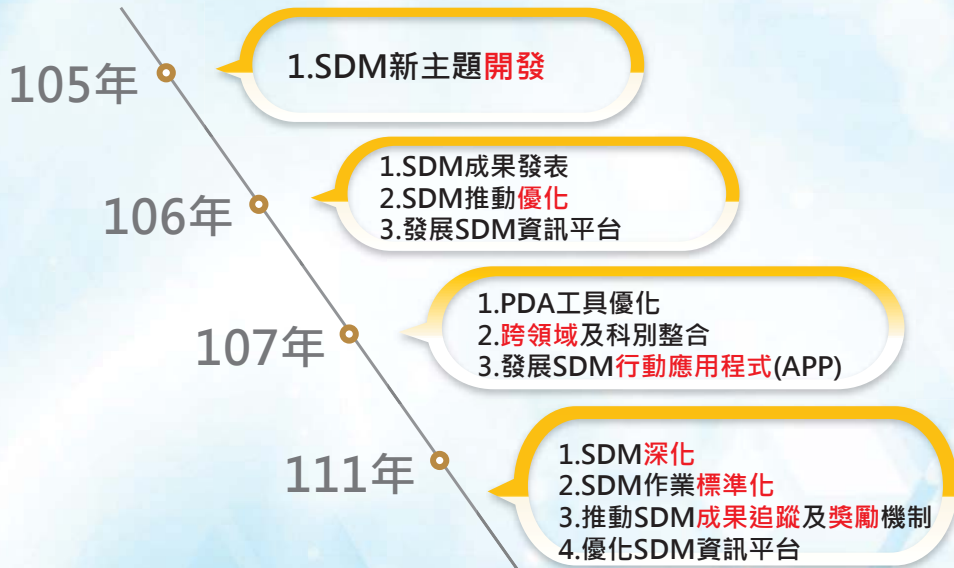 105年
1.SDM新主題開發
106年
1.SDM成果發表
2.SDM推動優化
3.發展SDM資訊平台
107年
1.PDA工具優化
2.跨領域及科別整合
3.發展SDM行動應用程式(APP)
111年
1.SDM深化
2.SDM作業標準化
3.推動SDM成果追蹤及獎勵機制
4.優化SDM資訊平台